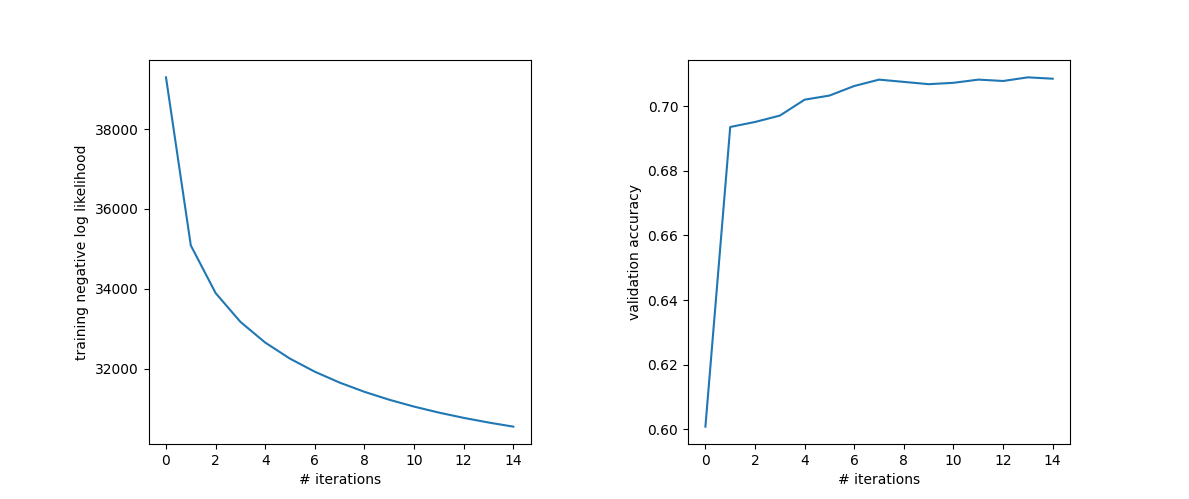 training negative log likelihood
38000
36000
34000
32000
0 2 4 6 8 10 12 14
# iterations
validation accuracy
0.70
0.68
0.66
0.64
0.62
0.60
0 2 4 6 8 10 12 14
# iterations